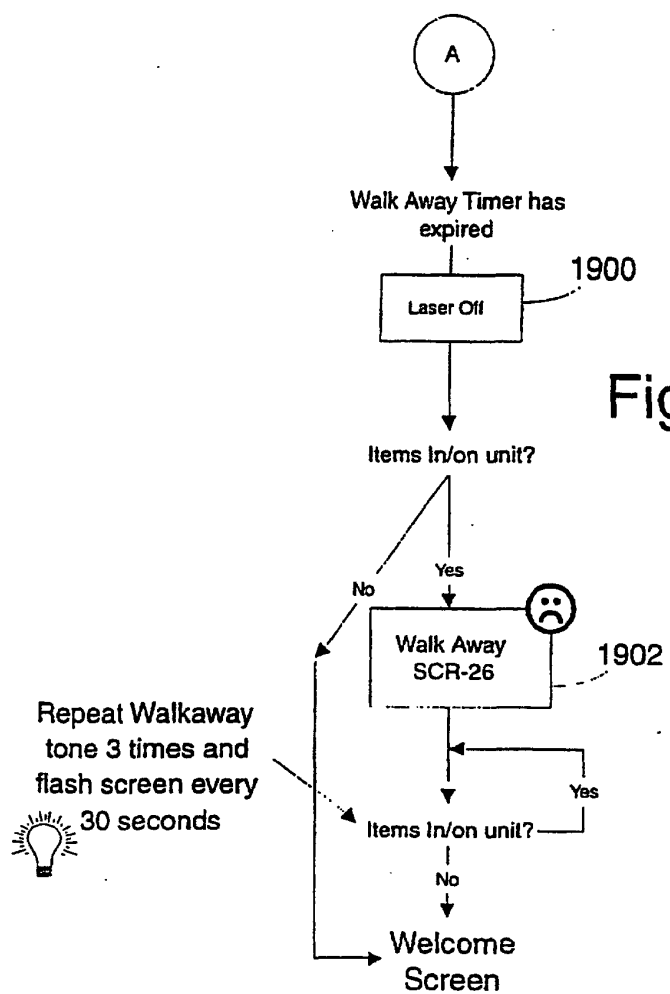 A
Walk Away Timer has
expired
1900
Laser Off
Fig
Items In/on unit?
No
Yes
Walk Away
SCR-26
1902
Repeat Walkaway
tone 3 times and
flash screen every
30 seconds
Yes
Items In/on unit?
No
Welcome
Screen